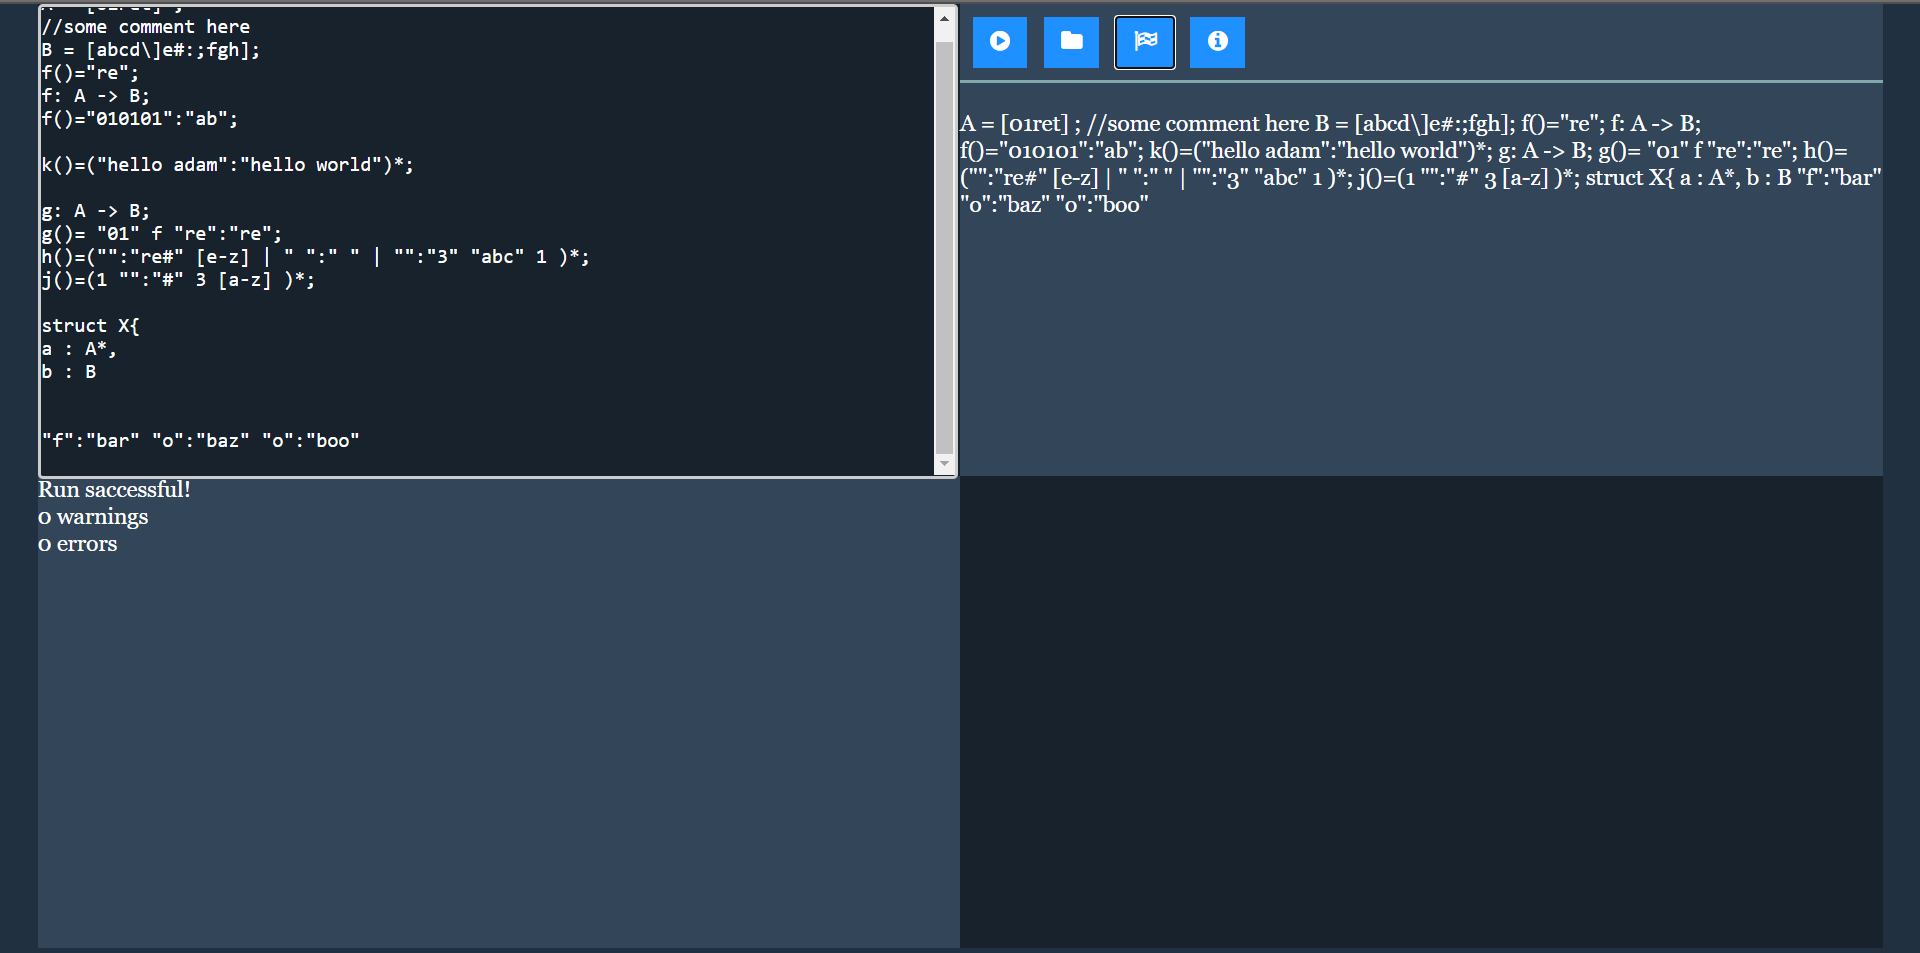 A = [01ret] ;
//some comment here
B = [abcd\]e#:;fgh];
f()="re";
f: A -> B;
f()="010101":"ab";
k()=("hello adam":"hello world")*;
g: A -> B;
g()= "01" f "re":"re";
h()=("":"re#" [e-z] | " ":" " | "":"3" "abc" 1 )*;
j()=(1 "":"#" 3 [a-z] )*;
struct X{
a : A*,
b : B
"f":"bar" "o":"baz" "o":"boo"
A = [01ret] ; //some comment here B = [abcd\]e#:;fgh]; f()="re"; f: A -> B;
f()="010101":"ab"; k()=("hello adam":"hello world")*; g: A -> B; g()= "01" f "re":"re"; h()=
("":"re#" [e-z] | " ":" " | "":"3" "abc" 1 )*; j()=(1 "":"#" 3 [a-z] )*; struct X{ a : A*, b : B "f":"bar"
"o":"baz" "o":"boo"
Run saccessful!
0 warnings
0 errors